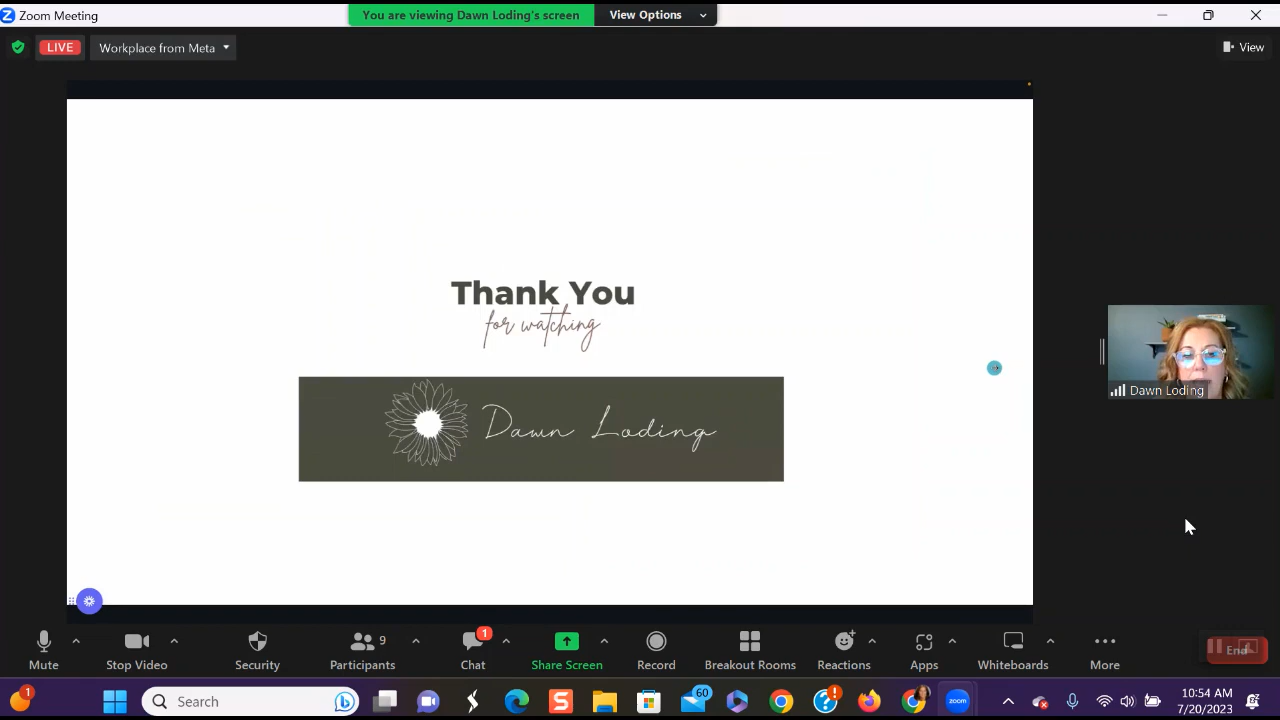 Zoom Meeting
You are viewing Dawn Loding's screen
View Options
LIVE
Workplace from Meta
View
Thank You
for watching
Dawn Loding
Dawn Loding
9
1
Mute
Stop Video
Security
Participants
Chat
Share Screen
Record
Breakout Rooms
Reactions
Apps
Whiteboards
More
End
1
Search
60
zoom
10:54 AM
7/20/2023